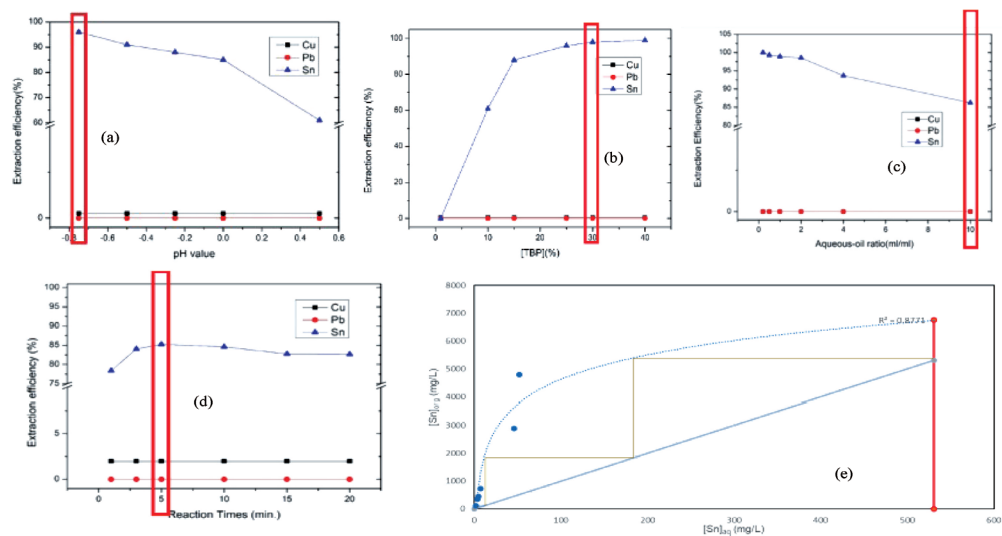 100
95
90
85
80
70
60
0
Extraction efficiency(%)
Cu
Pb
Sn
(a)
-0.8 -0.6 -0.4 -0.2 0.0 0.2 0.4 0.6
pH value
100
80
60
40
20
0
Extraction efficiency (%)
Cu
Pb
Sn
(b)
0 10 20 30 40
[TBP](%)
105
100
95
90
85
80
0
Extraction Efficiency(%)
Cu
Pb
Sn
(c)
0 2 4 6 8 10
Aqueous-oil ratio(ml/ml)
100
95
90
85
80
75
5
0
Extraction efficiency (%)
Cu
Pb
Sn
(d)
0 5 10 15 20
Reaction Times (min.)
8000
7000
6000
5000
4000
3000
2000
1000
0
[Sn]org (mg/L)
R² = 0.8771
(e)
0 100 200 300 400 500 600
[Sn]aq (mg/L)